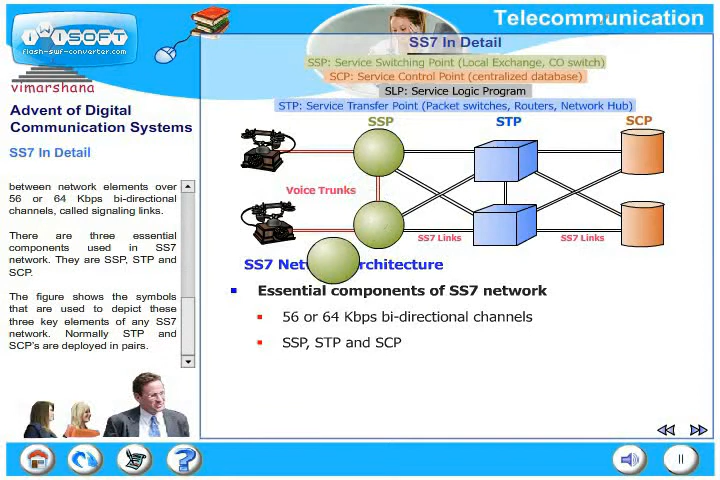 Telecommunication
iWiSOFT
flash-swf-converter.com
vimarshana
Advent of Digital
Communication Systems
SS7 In Detail
between network elements over
56 or 64 Kbps bi-directional
channels, called signaling links.
There are three essential
components used in SS7
network. They are SSP, STP and
SCP.
The figure shows the symbols
that are used to depict these
three key elements of any SS7
network. Normally STP and
SCP's are deployed in pairs.
SS7 In Detail
SSP: Service Switching Point (Local Exchange, CO switch)
SCP: Service Control Point (centralized database)
SLP: Service Logic Program
STP: Service Transfer Point (Packet switches, Routers, Network Hub)
SSP STP SCP
Voice Trunks
SS7 Links SS7 Links
SS7 Net rchitecture
Essential components of SS7 network
56 or 64 Kbps bi-directional channels
SSP, STP and SCP